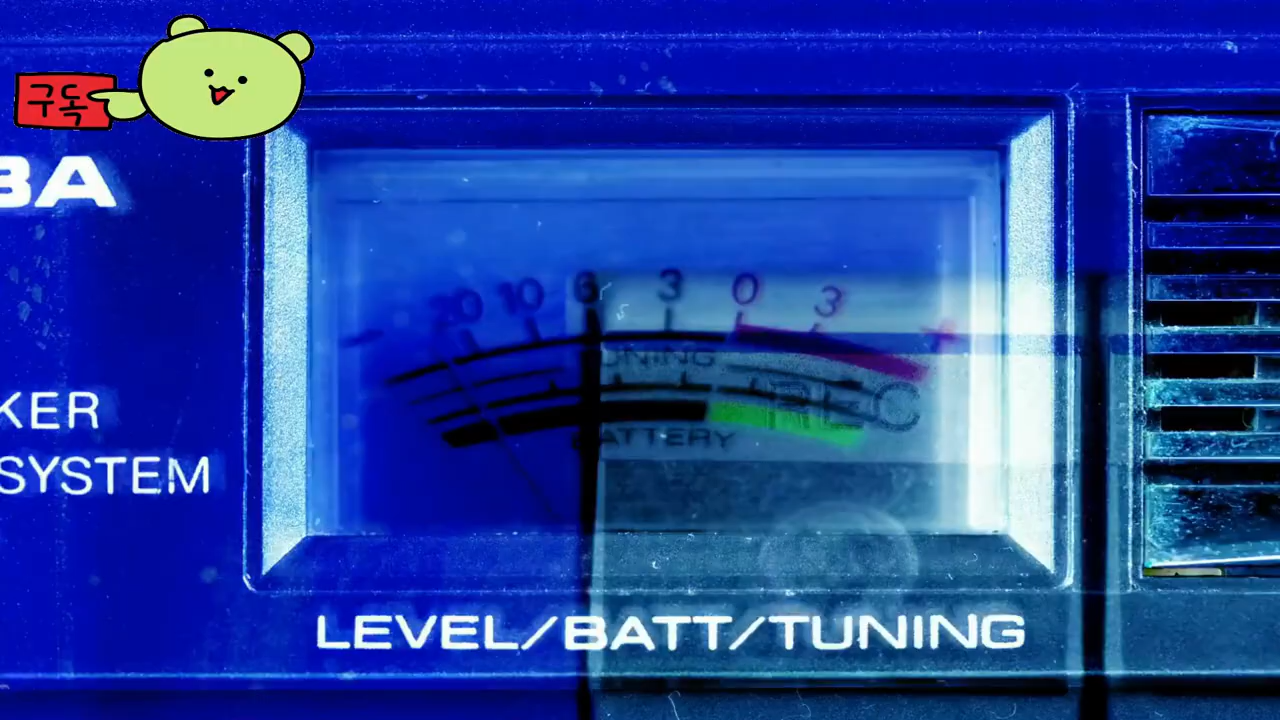 구독
BA
20 10 6 3 0 3 +
TUNING
REC
BATTERY
KER
SYSTEM
LEVEL/BATT/TUNING